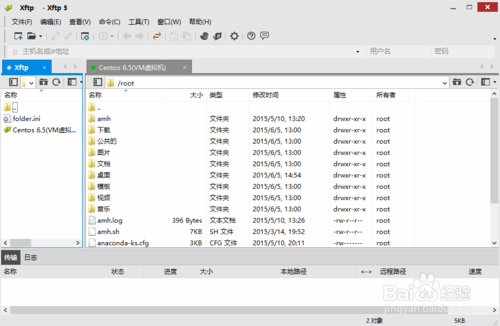 Xftp - Xftp 5
文件(F) 编辑(E) 查看(V) 命令(C) 工具(T) 窗口(W) 帮助(H)
主机名或IP地址 用户名 密码
Xftp Centos 6.5(VM虚拟机)
/root
名称 名称 大小 类型 修改时间 属性 所有者
.. ..
folder.ini amh 文件夹 2015/5/10, 13:20 drwxr-xr-x root
Centos 6.5(VM虚拟... 下载 文件夹 2015/6/5, 13:00 drwxr-xr-x root
公共的 文件夹 2015/6/5, 13:00 drwxr-xr-x root
图片 文件夹 2015/6/5, 13:00 drwxr-xr-x root
文档 文件夹 2015/6/5, 13:00 drwxr-xr-x root
桌面 文件夹 2015/6/5, 14:54 drwxr-xr-x root
模板 文件夹 2015/6/5, 13:00 drwxr-xr-x root
视频 文件夹 2015/6/5, 13:00 drwxr-xr-x root
音乐 文件夹 2015/6/5, 13:00 drwxr-xr-x root
amh.log 396 Bytes 文本文档 2015/5/10, 13:26 -rw-r--r-- root
amh.sh 7KB SH 文件 2015/3/14, 19:52 -rw-r--r-- root
anaconda-ks.cfg 3KB CFG 文件 2015/5/10, 20:11 -rw------- root
传输 日志
名称 状态 进度 大小 本地路径 <-> 远程路径 速度
Baidu 经验
jingyan.baidu.com
2 对象 5KB